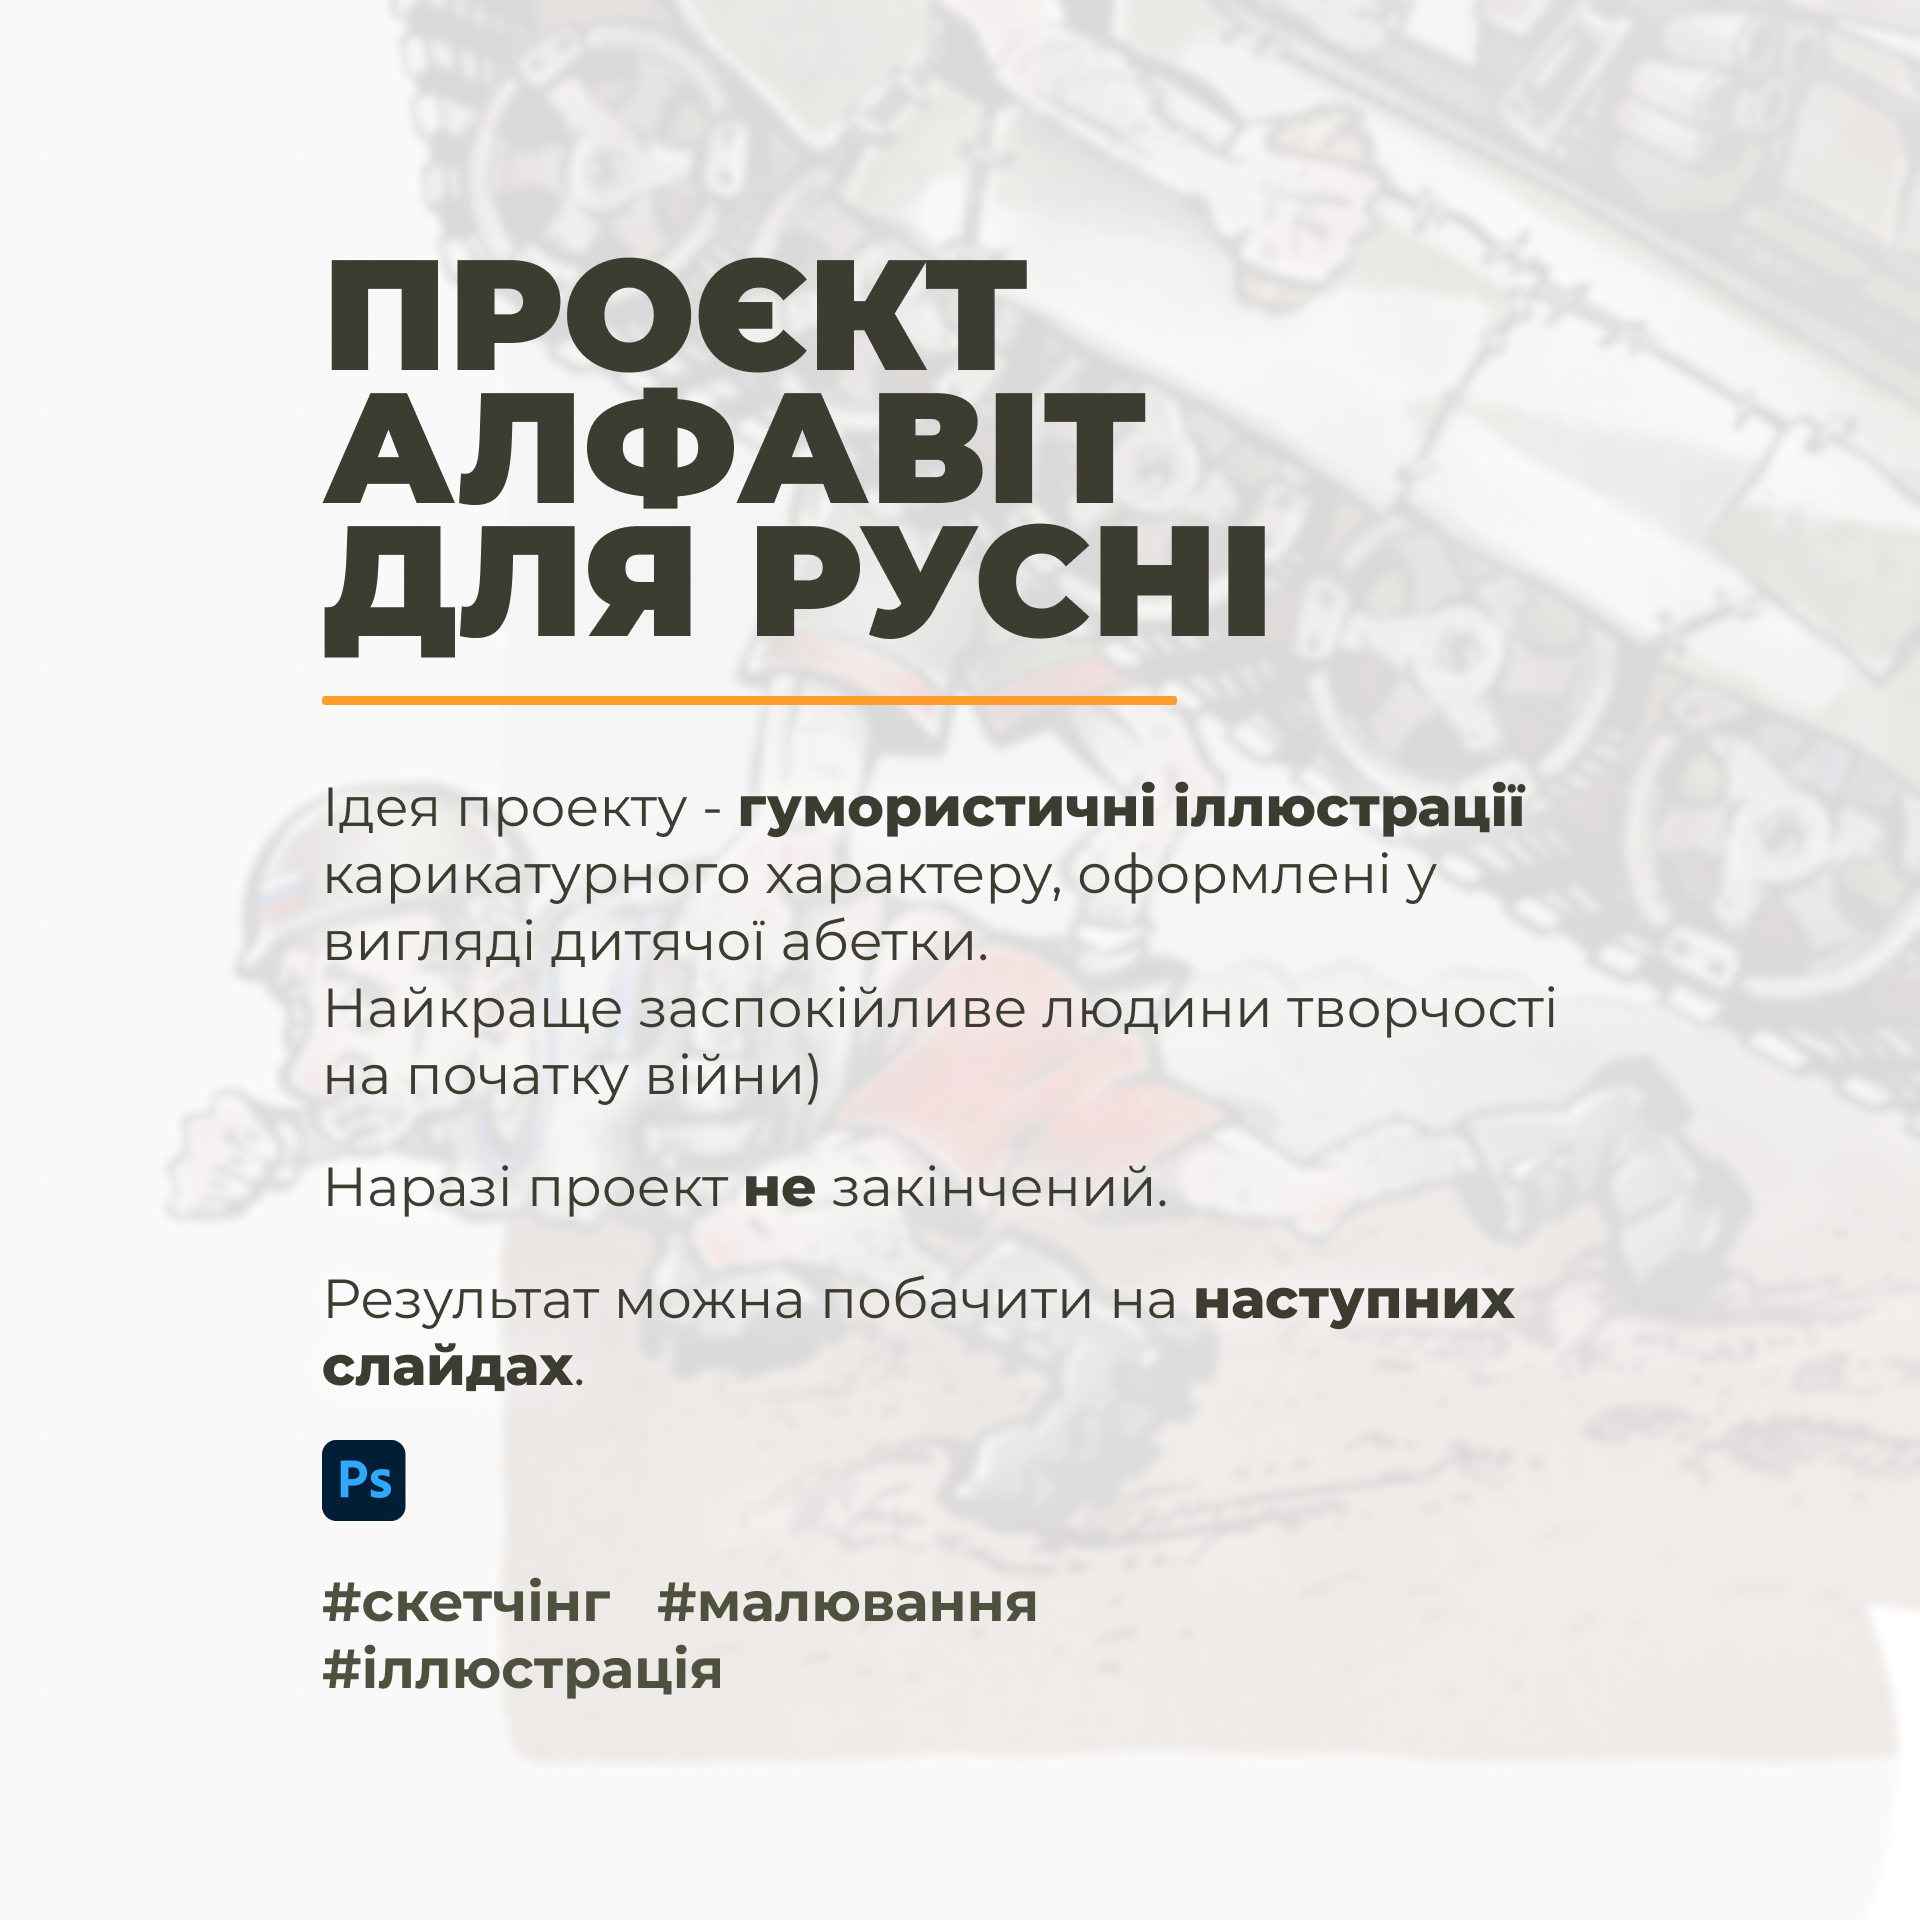 ПРОЄКТ
АЛФАВІТ
ДЛЯ РУСНІ
Ідея проекту - гумористичні іллюстрації
карикатурного характеру, оформлені у
вигляді дитячої абетки.
Найкраще заспокійливе людини творчості
на початку війни)
Наразі проект не закінчений.
Результат можна побачити на наступних
слайдах.
Ps
#скетчінг #малювання
#іллюстрація